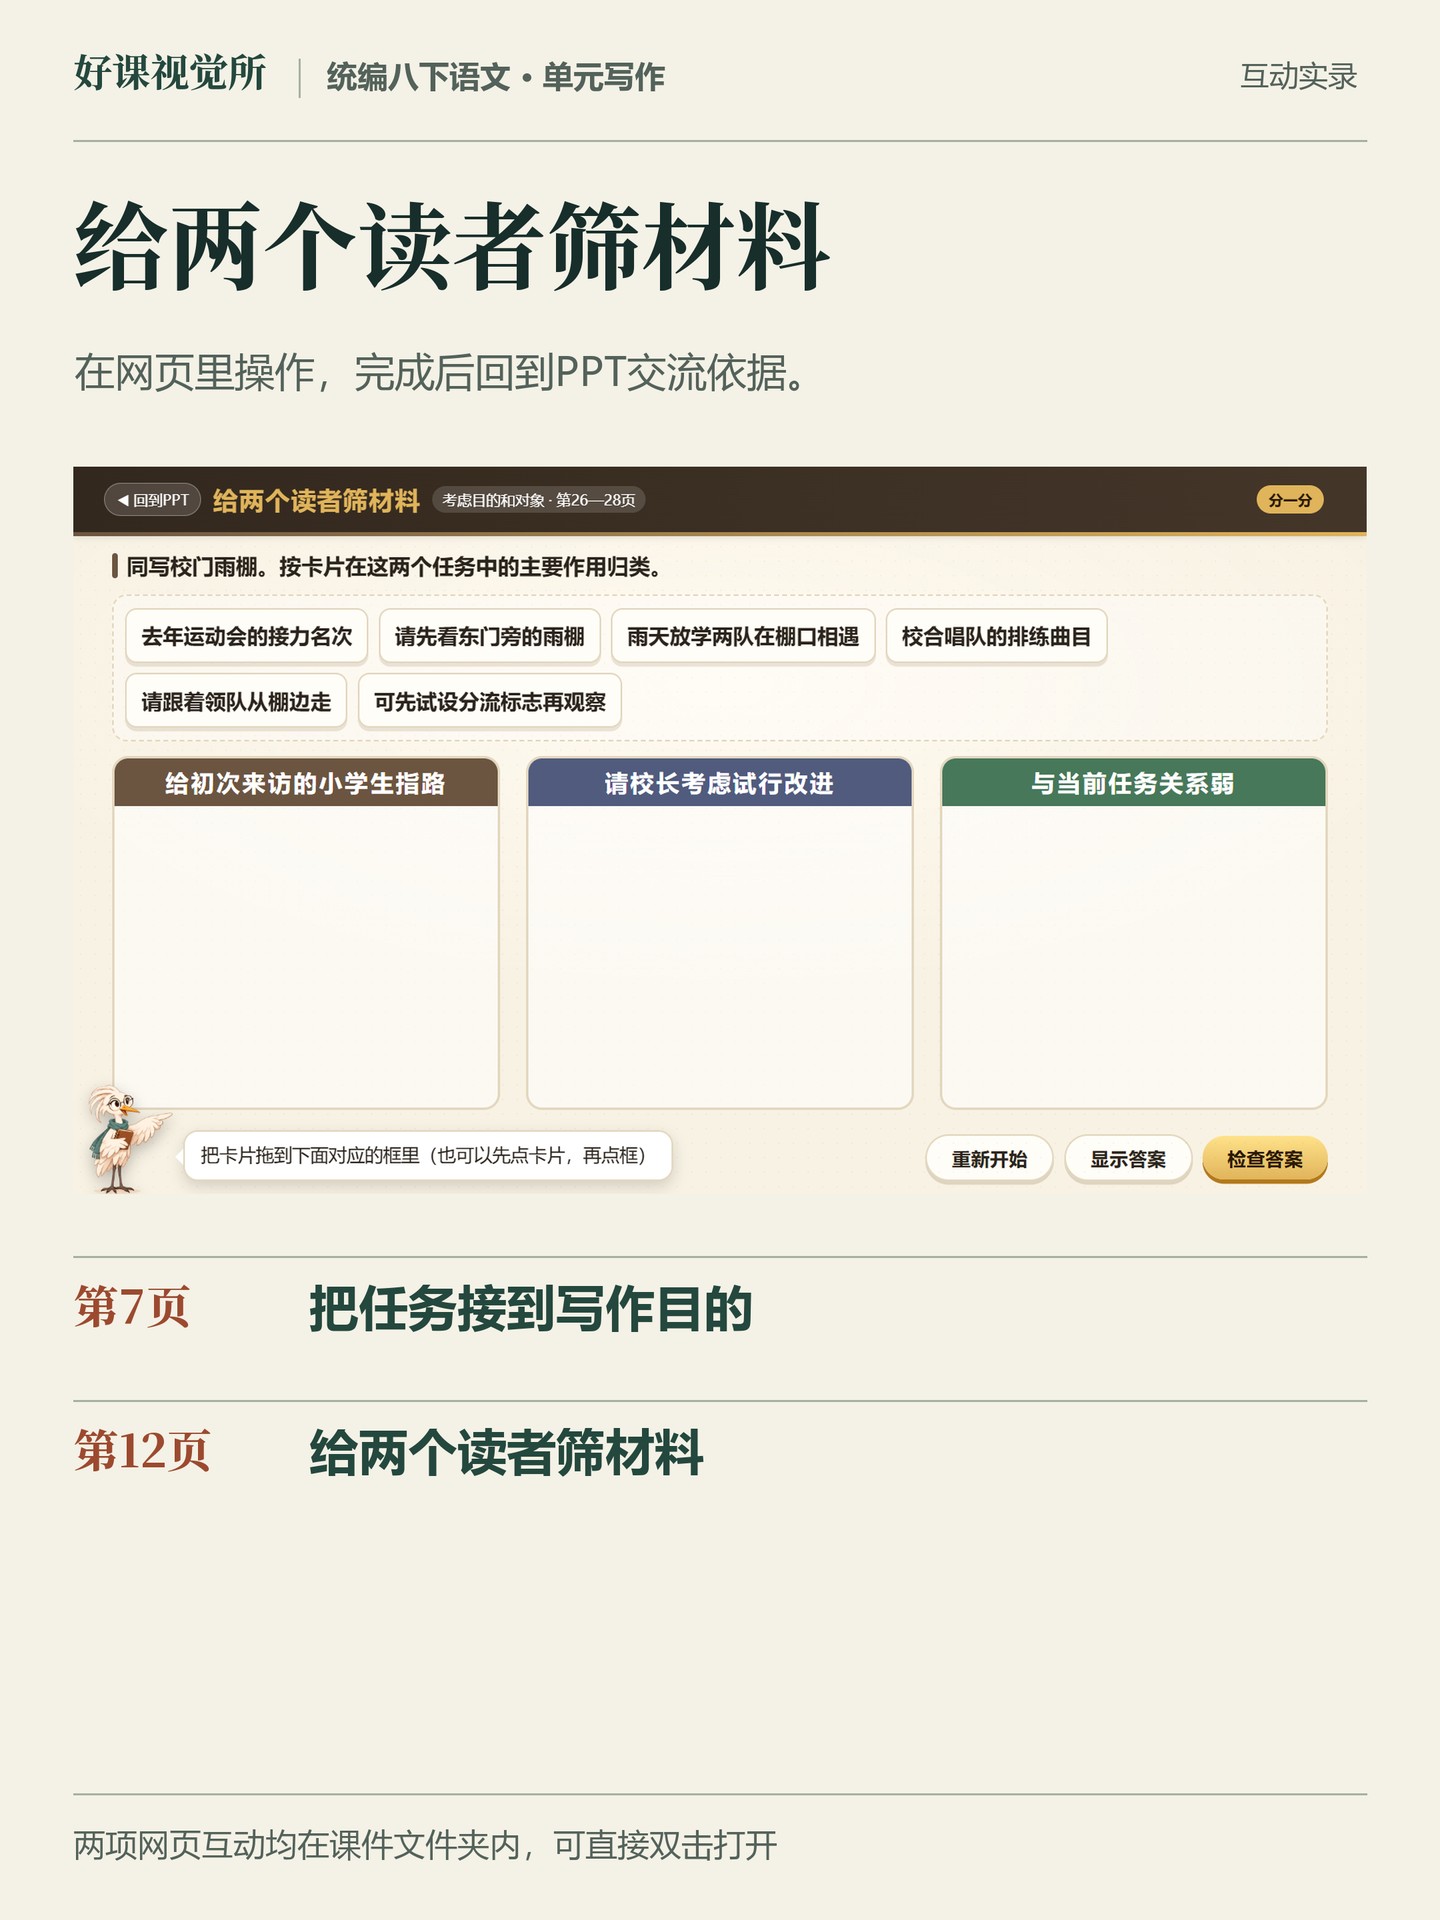 好课视觉所 统编八下语文·单元写作 互动实录
给两个读者筛材料
在网页里操作，完成后回到PPT交流依据。
◀ 回到PPT 给两个读者筛材料 考虑目的和对象·第26—28页 分一分
同写校门雨棚。按卡片在这两个任务中的主要作用归类。
去年运动会的接力名次 请先看东门旁的雨棚 雨天放学两队在棚口相遇 校合唱队的排练曲目
请跟着领队从棚边走 可先试设分流标志再观察
给初次来访的小学生指路 请校长考虑试行改进 与当前任务关系弱
把卡片拖到下面对应的框里（也可以先点卡片，再点框） 重新开始 显示答案 检查答案
第7页 把任务接到写作目的
第12页 给两个读者筛材料
两项网页互动均在课件文件夹内，可直接双击打开